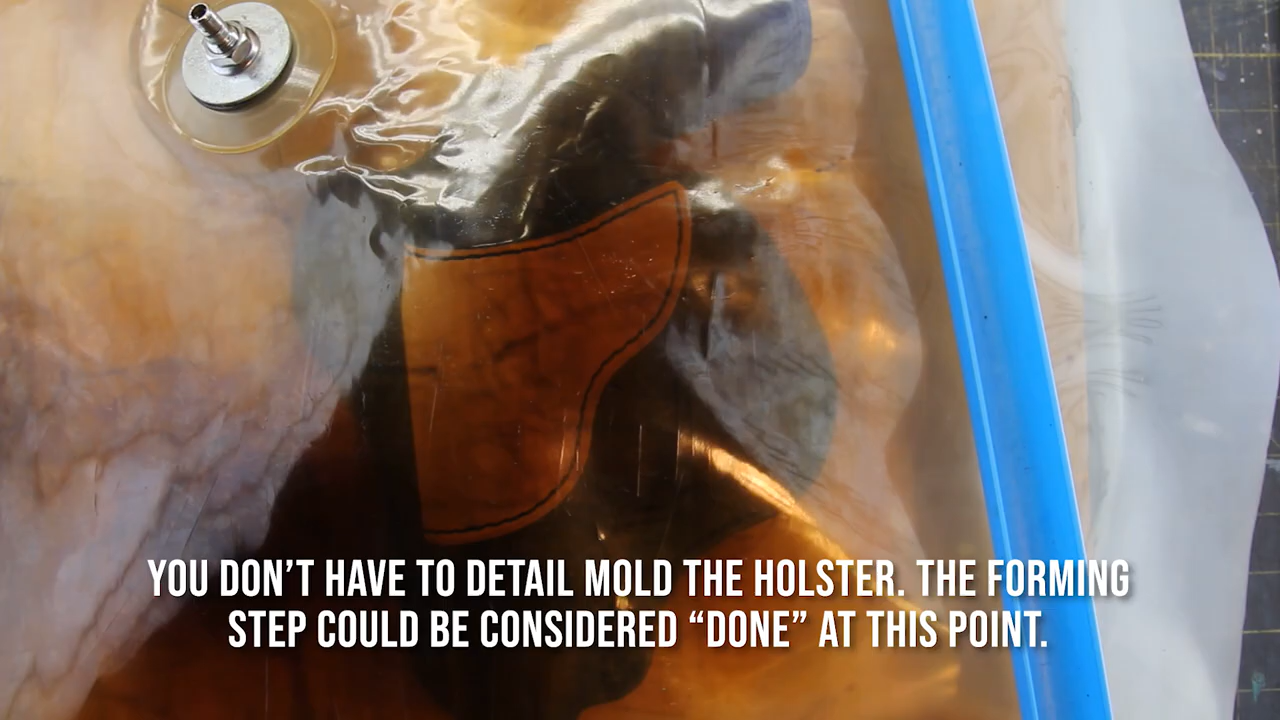 YOU DON’T HAVE TO DETAIL MOLD THE HOLSTER. THE FORMING
STEP COULD BE CONSIDERED “DONE” AT THIS POINT.